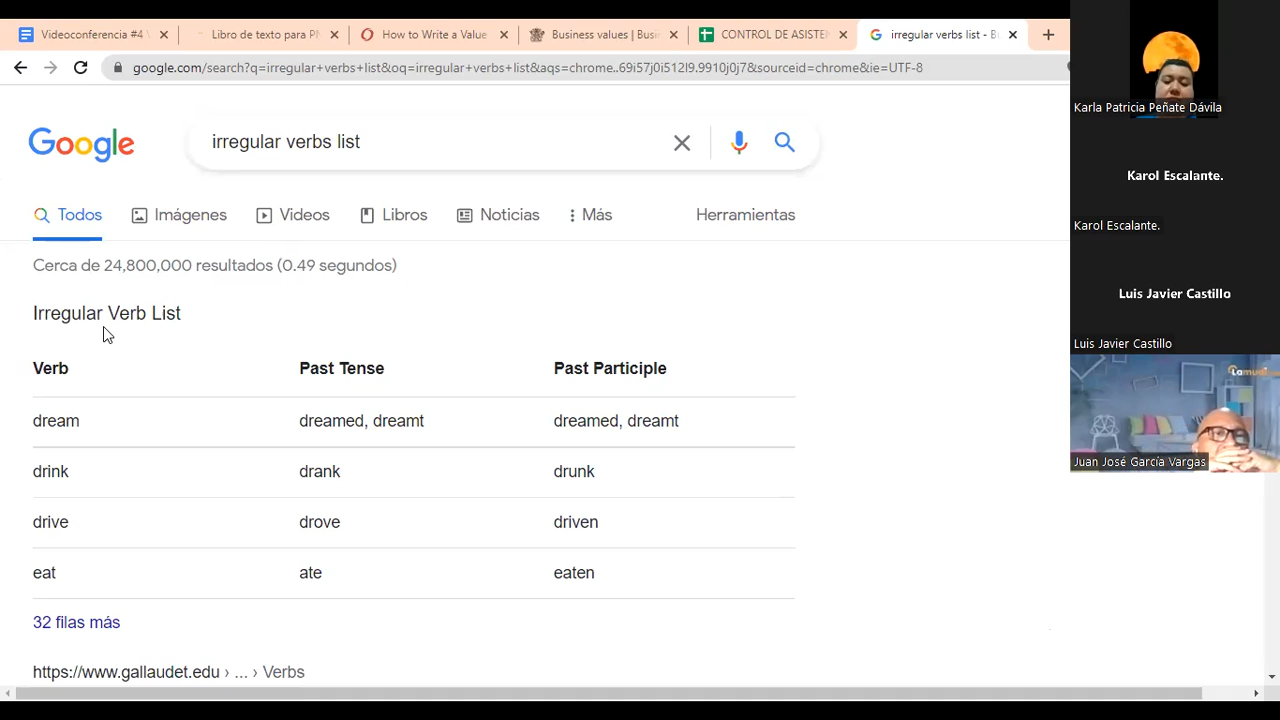 Videoconferencia #4 V
Libro de texto para PM
How to Write a Value
Business values | Busi
CONTROL DE ASISTE
irregular verbs list - B
google.com/search?q=irregular+verbs+list&oq=irregular+verbs+list&aqs=chrome..69i57j0i512l9.9910j0j7&sourceid=chrome&ie=UTF-8
Google
irregular verbs list
Todos Imágenes Videos Libros Noticias Más Herramientas
Cerca de 24,800,000 resultados (0.49 segundos)
Irregular Verb List
Verb Past Tense Past Participle
dream dreamed, dreamt dreamed, dreamt
drink drank drunk
drive drove driven
eat ate eaten
32 filas más
https://www.gallaudet.edu › ... › Verbs
Karla Patricia Peñate Dávila
Karol Escalante.
Karol Escalante.
Luis Javier Castillo
Luis Javier Castillo
Lamudi
Juan José García Vargas